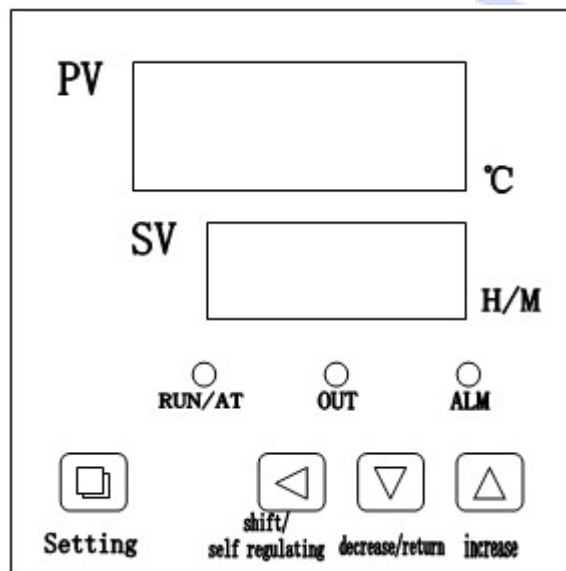 PV
℃
SV
H/M
RUN/AT OUT ALM
Setting
shift/
self regulating
decrease/return
increase